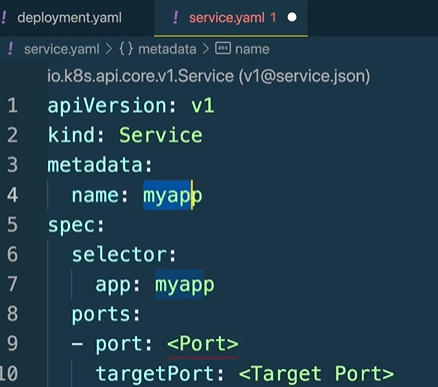 ! deployment.yaml ! service.yaml 1 ●
! service.yaml > {} metadata > abc name
io.k8s.api.core.v1.Service (v1@service.json)
1 apiVersion: v1
2 kind: Service
3 metadata:
4 name: myapp
5 spec:
6 selector:
7 app: myapp
8 ports:
9 - port: <Port>
10 targetPort: <Target Port>